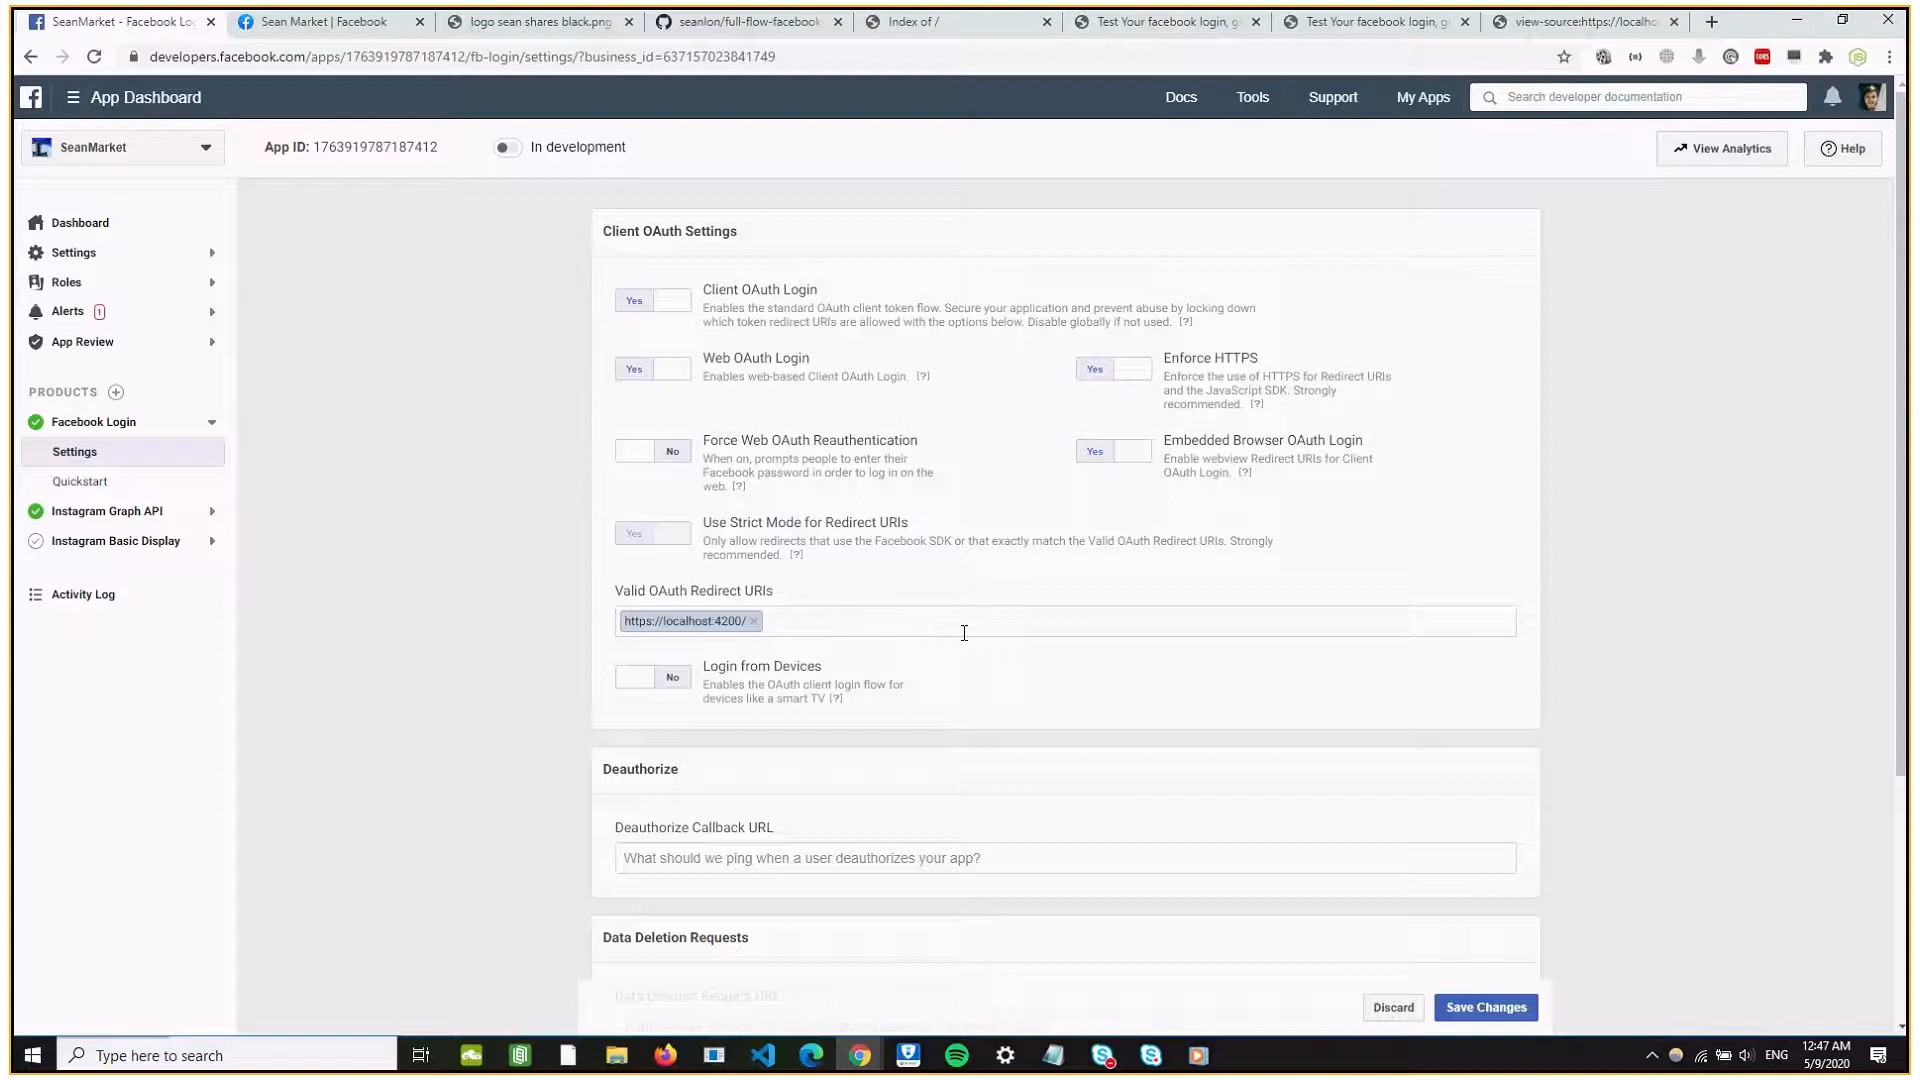 SeanMarket - Facebook Lo
Sean Market | Facebook
logo sean shares black.png
seanlon/full-flow-facebook-
Index of /
Test Your facebook login, g
Test Your facebook login, g
view-source:https://localho
developers.facebook.com/apps/1763919787187412/fb-login/settings/?business_id=637157023841749
App Dashboard
Docs
Tools
Support
My Apps
Search developer documentation
SeanMarket
App ID: 1763919787187412
In development
View Analytics
Help
Dashboard
Settings
Roles
Alerts 1
App Review
PRODUCTS
Facebook Login
Settings
Quickstart
Instagram Graph API
Instagram Basic Display
Activity Log
Client OAuth Settings
Yes
Client OAuth Login
Enables the standard OAuth client token flow. Secure your application and prevent abuse by locking down
which token redirect URIs are allowed with the options below. Disable globally if not used. [?]
Yes
Web OAuth Login
Enables web-based Client OAuth Login. [?]
Yes
Enforce HTTPS
Enforce the use of HTTPS for Redirect URIs
and the JavaScript SDK. Strongly
recommended. [?]
No
Force Web OAuth Reauthentication
When on, prompts people to enter their
Facebook password in order to log in on the
web. [?]
Yes
Embedded Browser OAuth Login
Enable webview Redirect URIs for Client
OAuth Login. [?]
Yes
Use Strict Mode for Redirect URIs
Only allow redirects that use the Facebook SDK or that exactly match the Valid OAuth Redirect URIs. Strongly
recommended. [?]
Valid OAuth Redirect URIs
https://localhost:4200/
No
Login from Devices
Enables the OAuth client login flow for
devices like a smart TV [?]
Deauthorize
Deauthorize Callback URL
What should we ping when a user deauthorizes your app?
Data Deletion Requests
Data Deletion Request URL
Discard
Save Changes
Type here to search
ENG
12:47 AM
5/9/2020